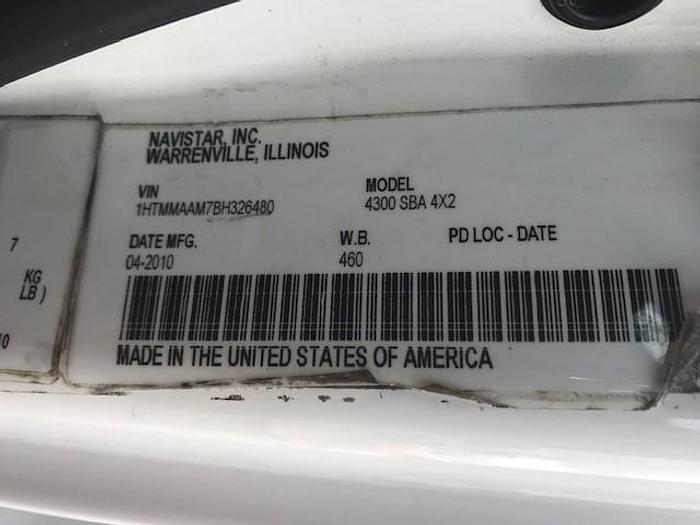 NAVISTAR, INC.
WARRENVILLE, ILLINOIS
VIN MODEL
1HTMMAAM7BH326480 4300 SBA 4X2
DATE MFG. W.B. PD LOC - DATE
04-2010 460
MADE IN THE UNITED STATES OF AMERICA
7
KG
LB )
10